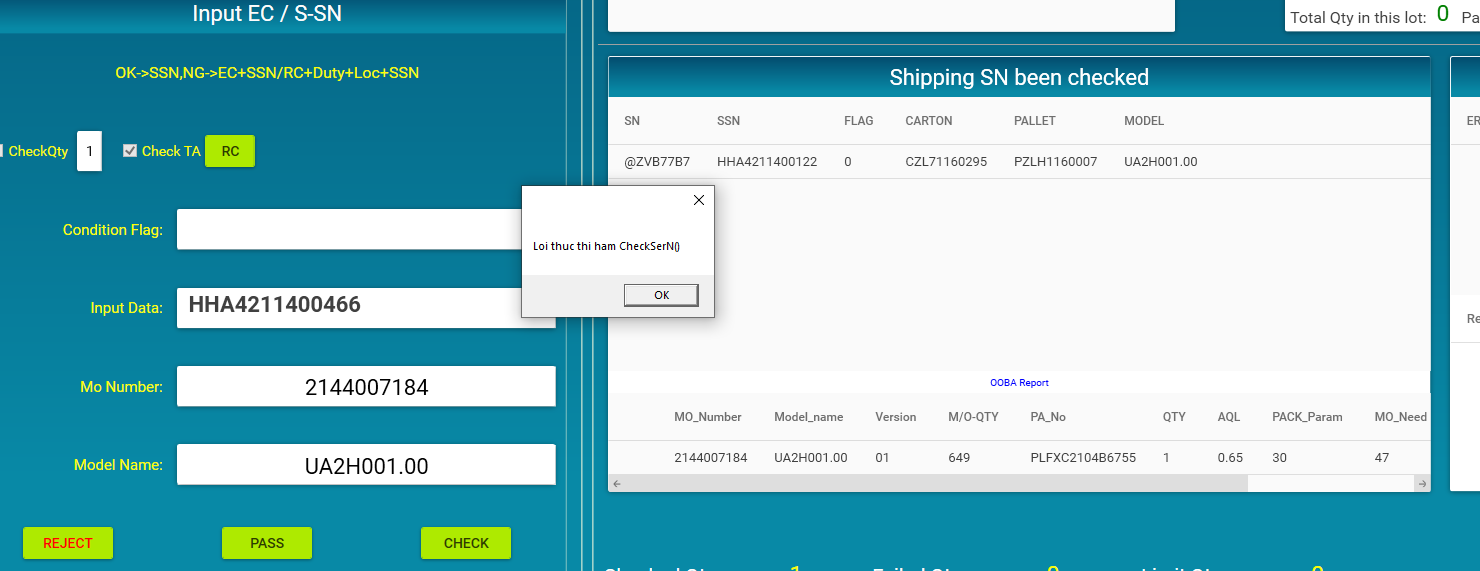 Input EC / S-SN
OK->SSN,NG->EC+SSN/RC+Duty+Loc+SSN
CheckQty 1 Check TA RC
Condition Flag:
Input Data: HHA4211400466
Mo Number: 2144007184
Model Name: UA2H001.00
REJECT PASS CHECK
Loi thuc thi ham CheckSerN()
OK
Total Qty in this lot: 0 Pa
Shipping SN been checked
SN SSN FLAG CARTON PALLET MODEL
@ZVB77B7 HHA4211400122 0 CZL71160295 PZLH1160007 UA2H001.00
OOBA Report
MO_Number Model_name Version M/O-QTY PA_No QTY AQL PACK_Param MO_Need
2144007184 UA2H001.00 01 649 PLFXC2104B6755 1 0.65 30 47
ER
Re